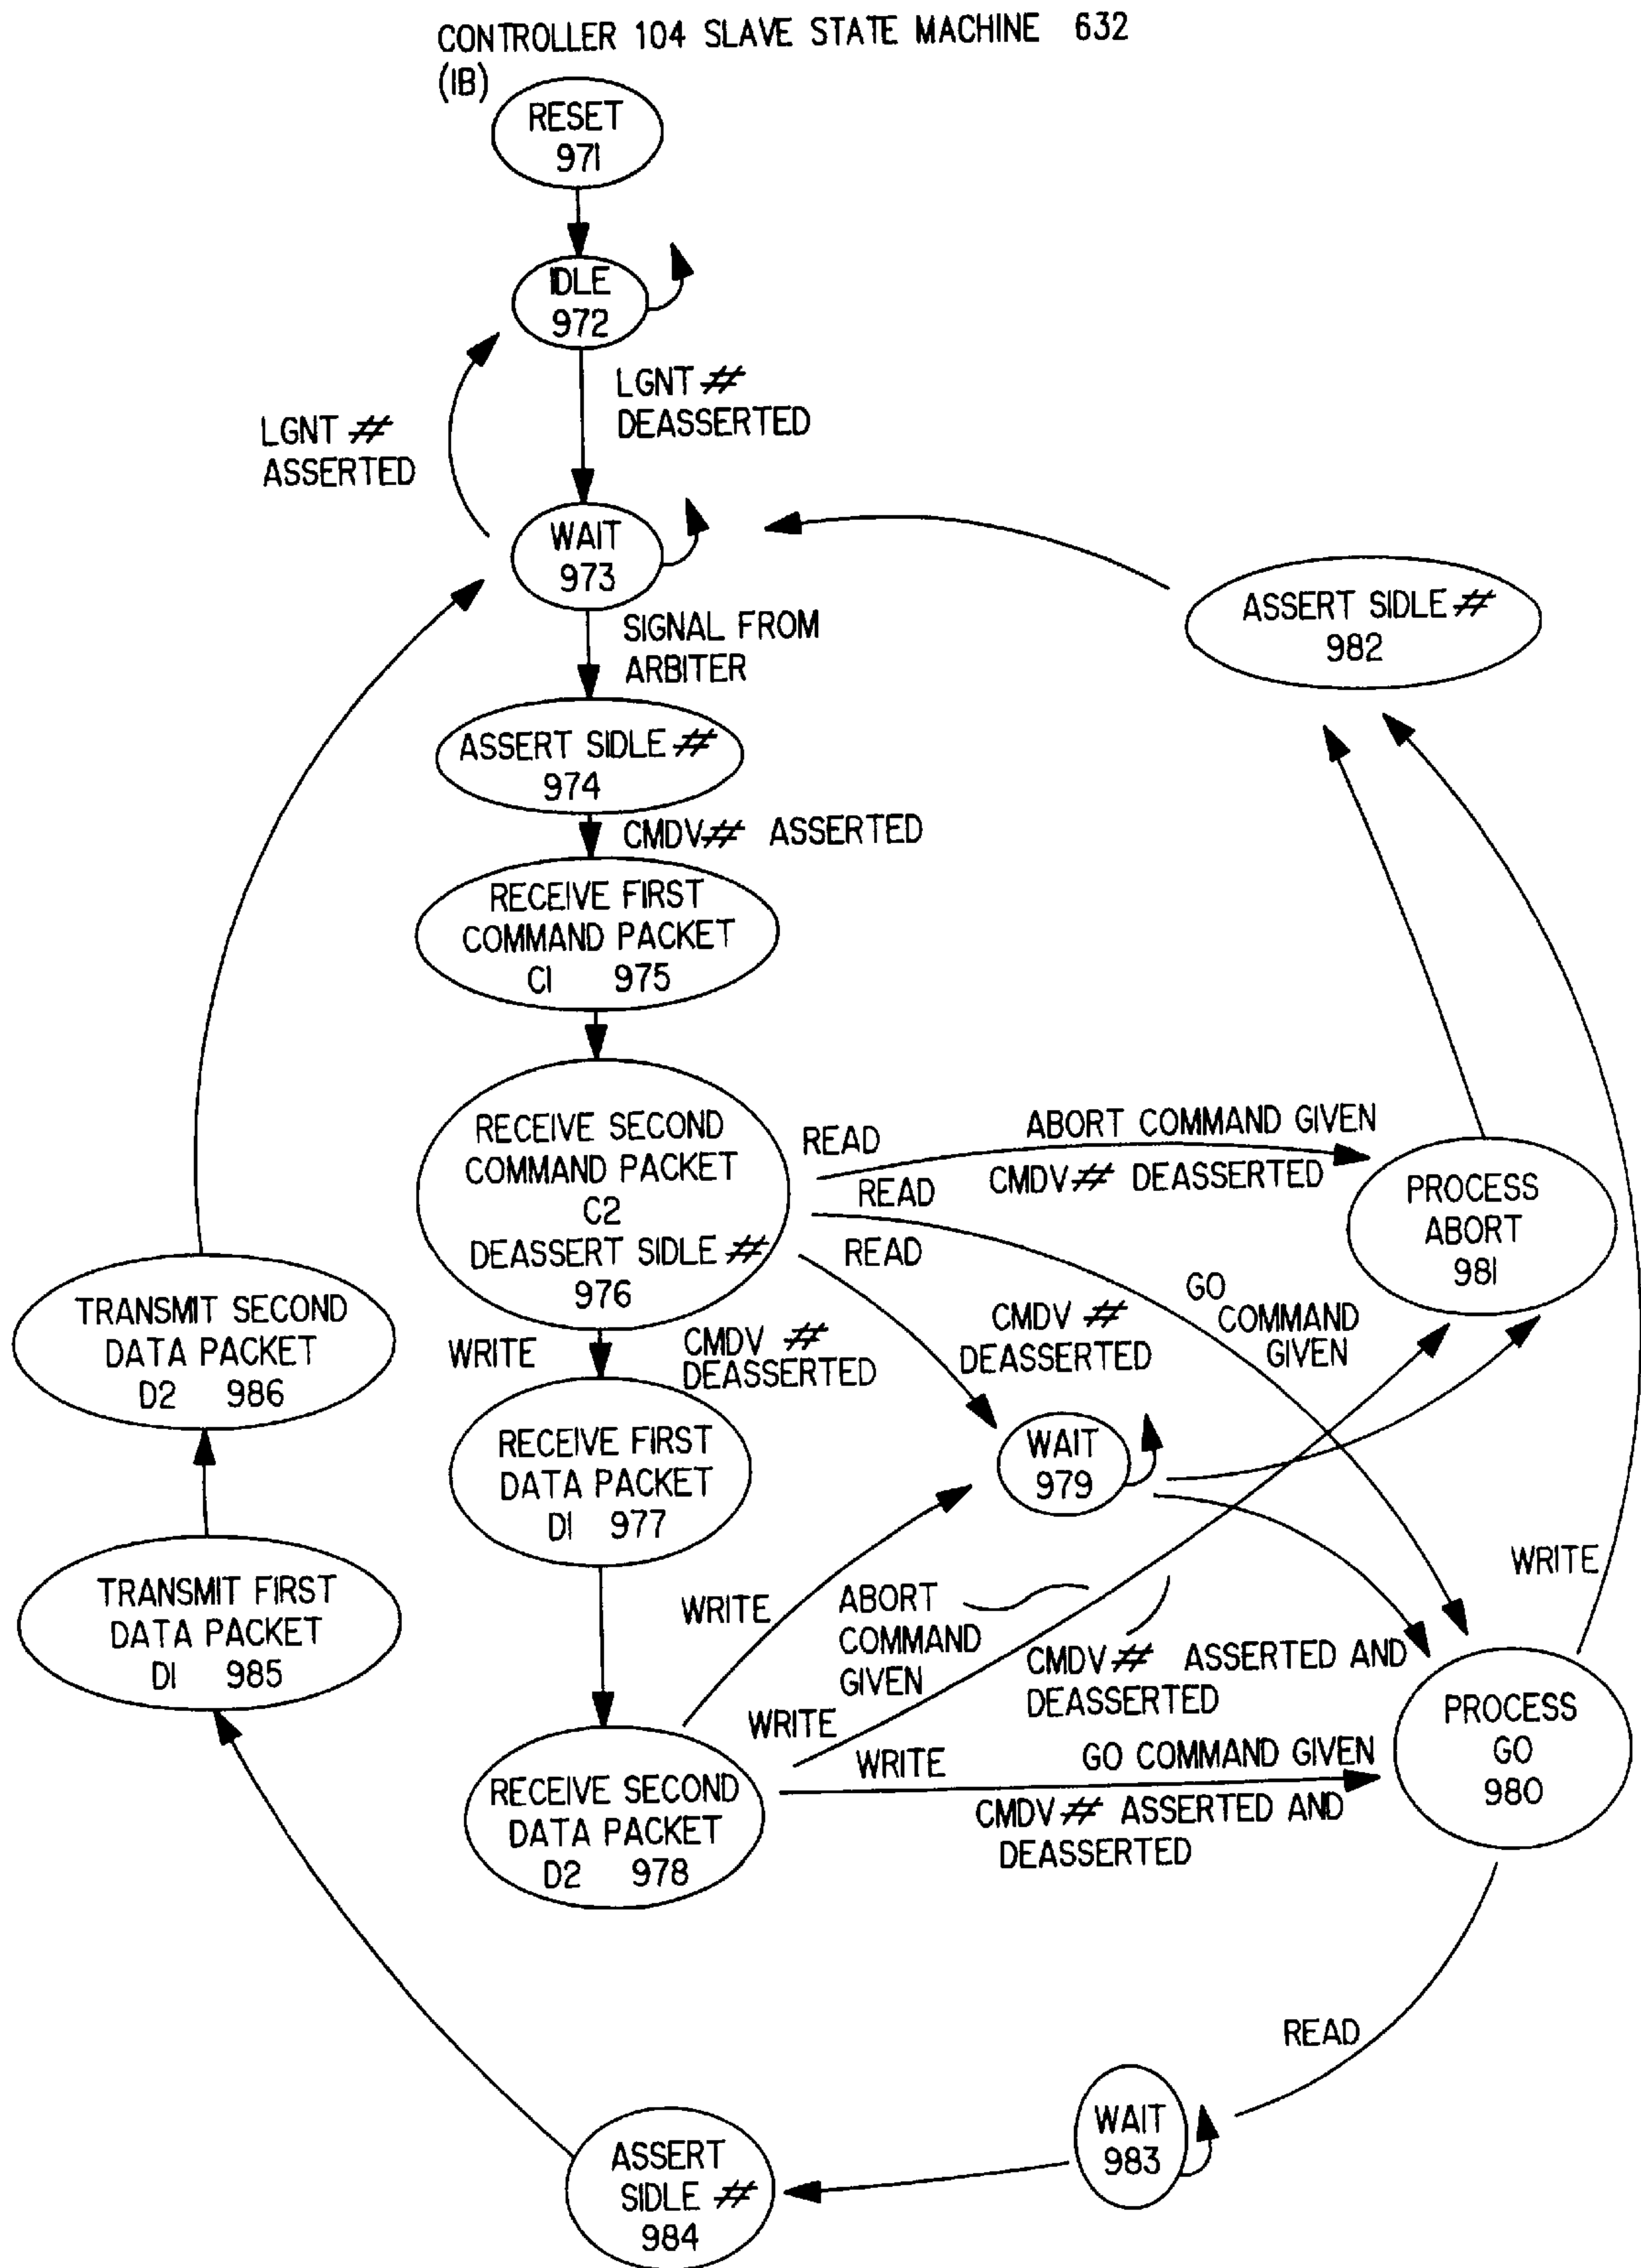 CONTROLLER 104 SLAVE STATE MACHINE 632
(IB)
RESET
971
IDLE
972
LGNT #
DEASSERTED
LGNT #
ASSERTED
WAIT
973
SIGNAL FROM
ARBITER
ASSERT SIDLE #
982
ASSERT SIDLE #
974
CMDV# ASSERTED
RECEIVE FIRST
COMMAND PACKET
C1 975
RECEIVE SECOND
COMMAND PACKET
C2
DEASSERT SIDLE #
976
READ
ABORT COMMAND GIVEN
CMDV# DEASSERTED
READ
READ
PROCESS
ABORT
981
GO
COMMAND
GIVEN
CMDV #
DEASSERTED
TRANSMIT SECOND
DATA PACKET
D2 986
WRITE
CMDV #
DEASSERTED
RECEIVE FIRST
DATA PACKET
D1 977
WAIT
979
WRITE
TRANSMIT FIRST
DATA PACKET
D1 985
WRITE
ABORT
COMMAND
GIVEN
CMDV# ASSERTED AND
DEASSERTED
WRITE
WRITE
GO COMMAND GIVEN
CMDV# ASSERTED AND
DEASSERTED
PROCESS
GO
980
RECEIVE SECOND
DATA PACKET
D2 978
READ
WAIT
983
ASSERT
SIDLE #
984